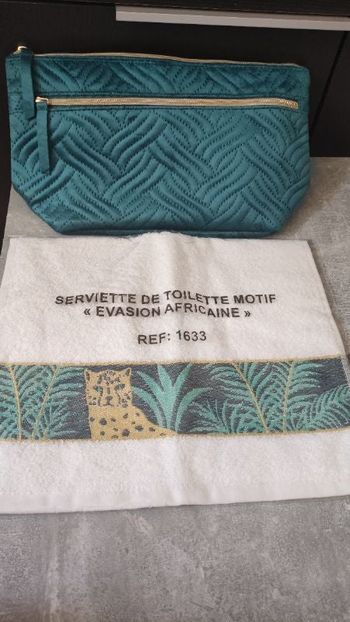 SERVIETTE DE TOILETTE MOTIF
« EVASION AFRICAINE »
REF: 1633